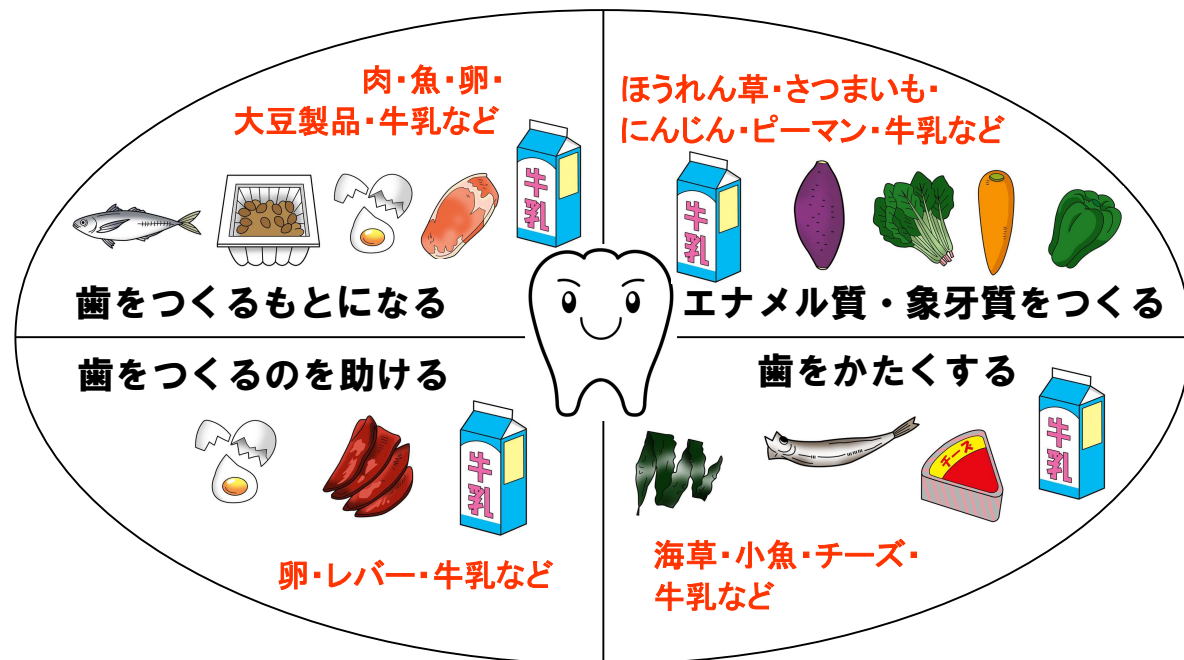 肉・魚・卵・
大豆製品・牛乳など
牛乳
歯をつくるもとになる
ほうれん草・さつまいも・
にんじん・ピーマン・牛乳など
牛乳
エナメル質・象牙質をつくる
歯をつくるのを助ける
牛乳
卵・レバー・牛乳など
歯をかたくする
チーズ
牛乳
海草・小魚・チーズ・
牛乳など